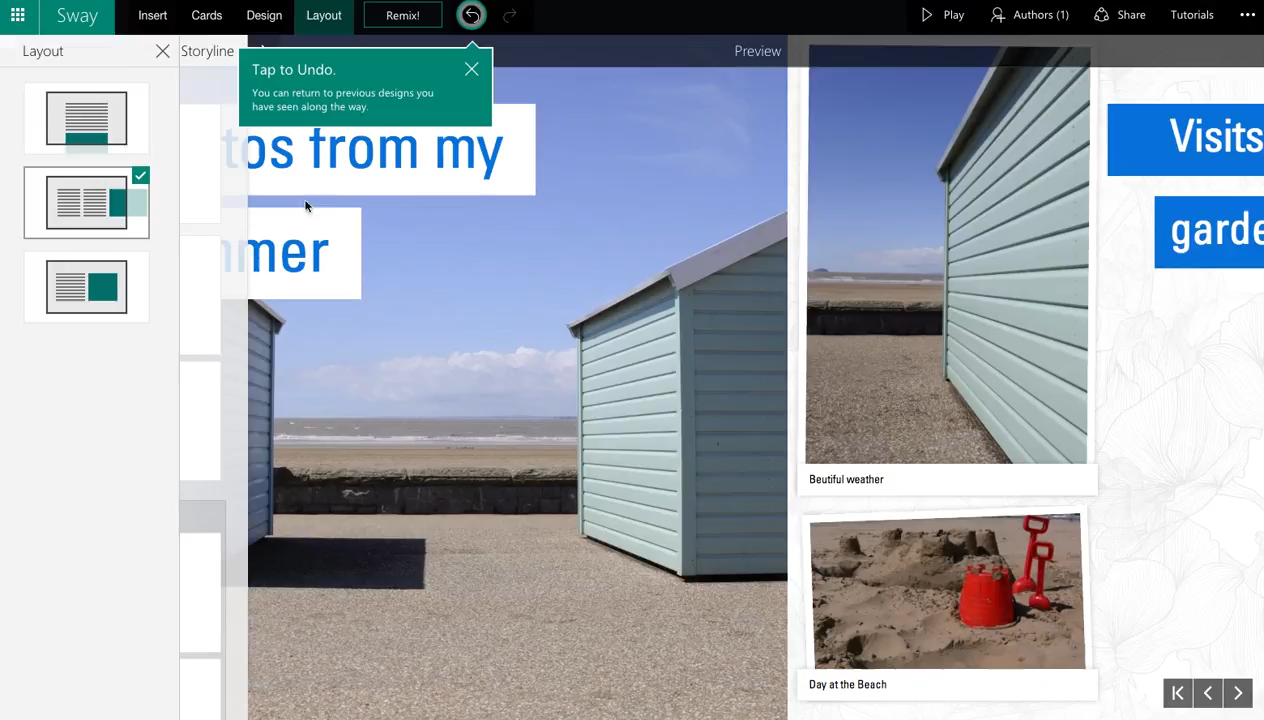 Sway
Insert
Cards
Design
Layout
Remix!
Play
Authors (1)
Share
Tutorials
Layout
Storyline
Preview
Tap to Undo.
You can return to previous designs you
have seen along the way.
tos from my
mmer
Visits
garde
Beutiful weather
Day at the Beach